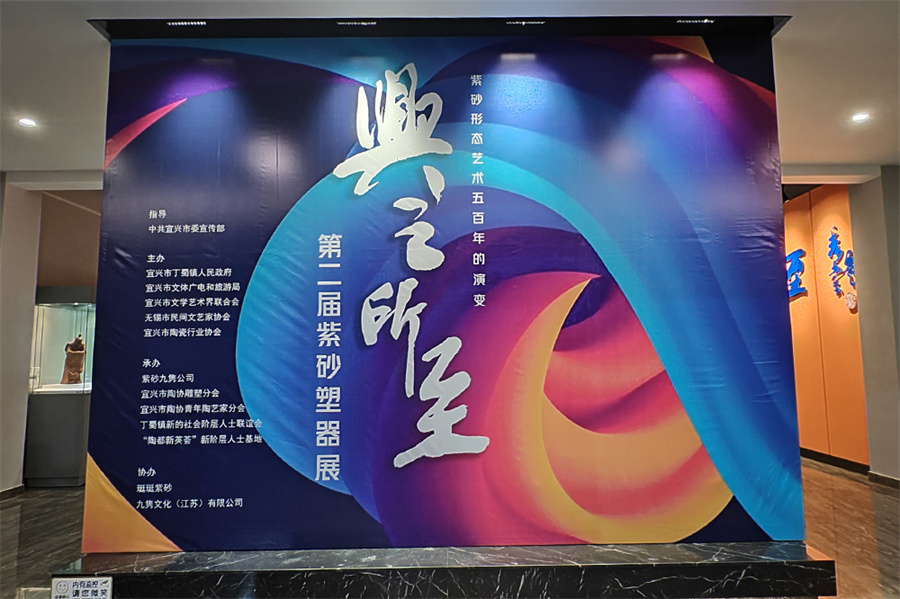 興之所至
紫砂形态艺术五百年的演变
第二届紫砂塑器展
指导
中共宜兴市委宣传部
主办
宜兴市丁蜀镇人民政府
宜兴市文体广电和旅游局
宜兴市文学艺术界联合会
无锡市民间文艺家协会
宜兴市陶瓷行业协会
承办
紫砂九隽公司
宜兴市陶协雕塑分会
宜兴市陶协青年陶艺家分会
丁蜀镇新的社会阶层人士联谊会
“陶都新英荟”新阶层人士基地
协办
珽珽紫砂
九隽文化（江苏）有限公司
内有监控
请您微笑